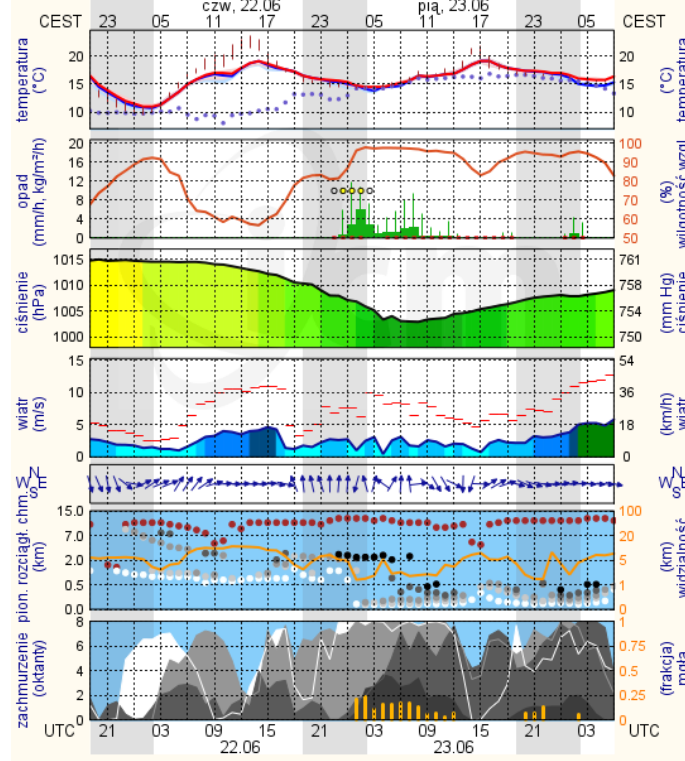 czw, 22.06 pią, 23.06
CEST 23 05 11 17 23 05 11 17 23 05 CEST
temperatura
(°C)
20
15
10
20
15
10
temperatura
(°C)
opad
(mm/h, kg/m²/h)
20
16
12
8
4
0
100
90
80
70
60
50
(%)
wilgotność wzgl.
ciśnienie
(hPa)
1015
1010
1005
1000
761
758
754
750
(mm Hg)
ciśnienie
wiatr
(m/s)
15
10
5
0
54
36
18
0
(km/h)
wiatr
N
W E
S
N
W E
S
pion. rozciągł. chm.
(km)
15.0
7.0
2.0
0.5
0.0
100
20
5
1
0
(km)
widzialność
zachmurzenie
(oktanty)
8
6
4
2
0
1
0.75
0.5
0.25
0
(frakcja)
mgła
UTC 21 03 09 15 21 03 09 15 21 03 UTC
22.06 23.06